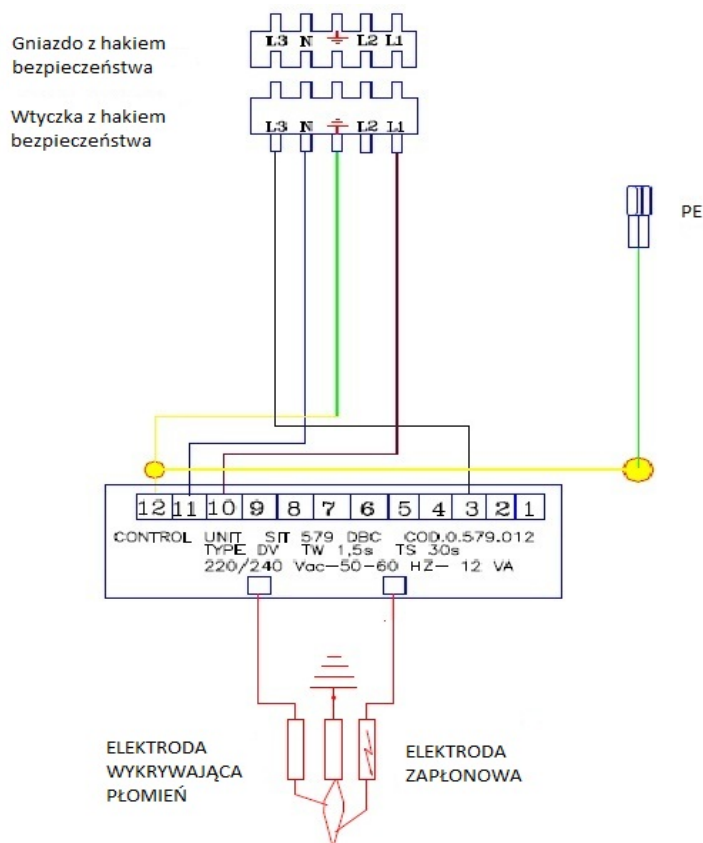 Gniazdo z hakiem
bezpieczeństwa
L3 N L2 L1
Wtyczka z hakiem
bezpieczeństwa
L3 N L2 L1
PE
12 11 10 9 8 7 6 5 4 3 2 1
CONTROL UNIT SIT 579 DBC COD.0.579.012
TYPE DV TW 1,5s TS 30s
220/240 Vac-50-60 HZ- 12 VA
ELEKTRODA
WYKRYWAJĄCA
PŁOMIEŃ
ELEKTRODA
ZAPŁONOWA